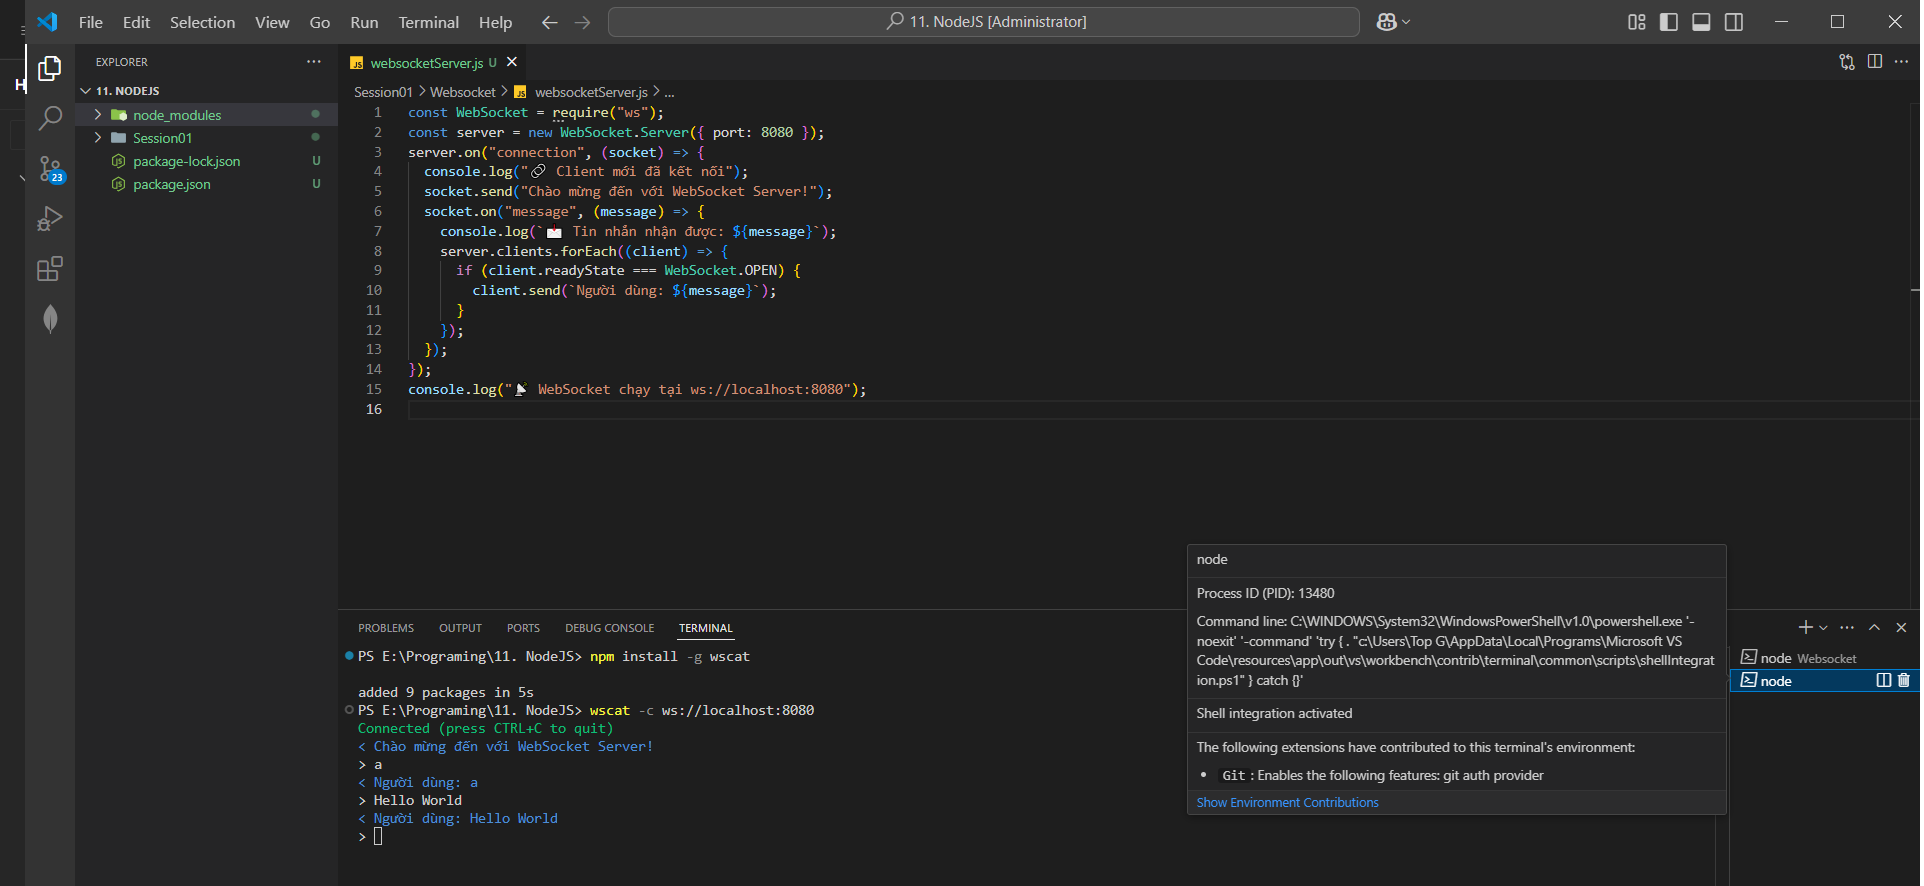 File Edit Selection View Go Run Terminal Help
11. NodeJS [Administrator]
H
EXPLORER
11. NODEJS
node_modules
Session01
package-lock.json U
package.json U
23
JS websocketServer.js U
Session01 > Websocket > JS websocketServer.js > ...
1 const WebSocket = require("ws");
2 const server = new WebSocket.Server({ port: 8080 });
3 server.on("connection", (socket) => {
4 console.log("🔗 Client mới đã kết nối");
5 socket.send("Chào mừng đến với WebSocket Server!");
6 socket.on("message", (message) => {
7 console.log(`📩 Tin nhắn nhận được: ${message}`);
8 server.clients.forEach((client) => {
9 if (client.readyState === WebSocket.OPEN) {
10 client.send(`Người dùng: ${message}`);
11 }
12 });
13 });
14 });
15 console.log("📡 WebSocket chạy tại ws://localhost:8080");
16
PROBLEMS OUTPUT PORTS DEBUG CONSOLE TERMINAL
PS E:\Programing\11. NodeJS> npm install -g wscat
added 9 packages in 5s
PS E:\Programing\11. NodeJS> wscat -c ws://localhost:8080
Connected (press CTRL+C to quit)
< Chào mừng đến với WebSocket Server!
> a
< Người dùng: a
> Hello World
< Người dùng: Hello World
>
node
Process ID (PID): 13480
Command line: C:\WINDOWS\System32\WindowsPowerShell\v1.0\powershell.exe '-
noexit' '-command' 'try { . "c:\Users\Top G\AppData\Local\Programs\Microsoft VS
Code\resources\app\out\vs\workbench\contrib\terminal\common\scripts\shellIntegrat
ion.ps1" } catch {}'
Shell integration activated
The following extensions have contributed to this terminal's environment:
• Git : Enables the following features: git auth provider
Show Environment Contributions
node Websocket
node